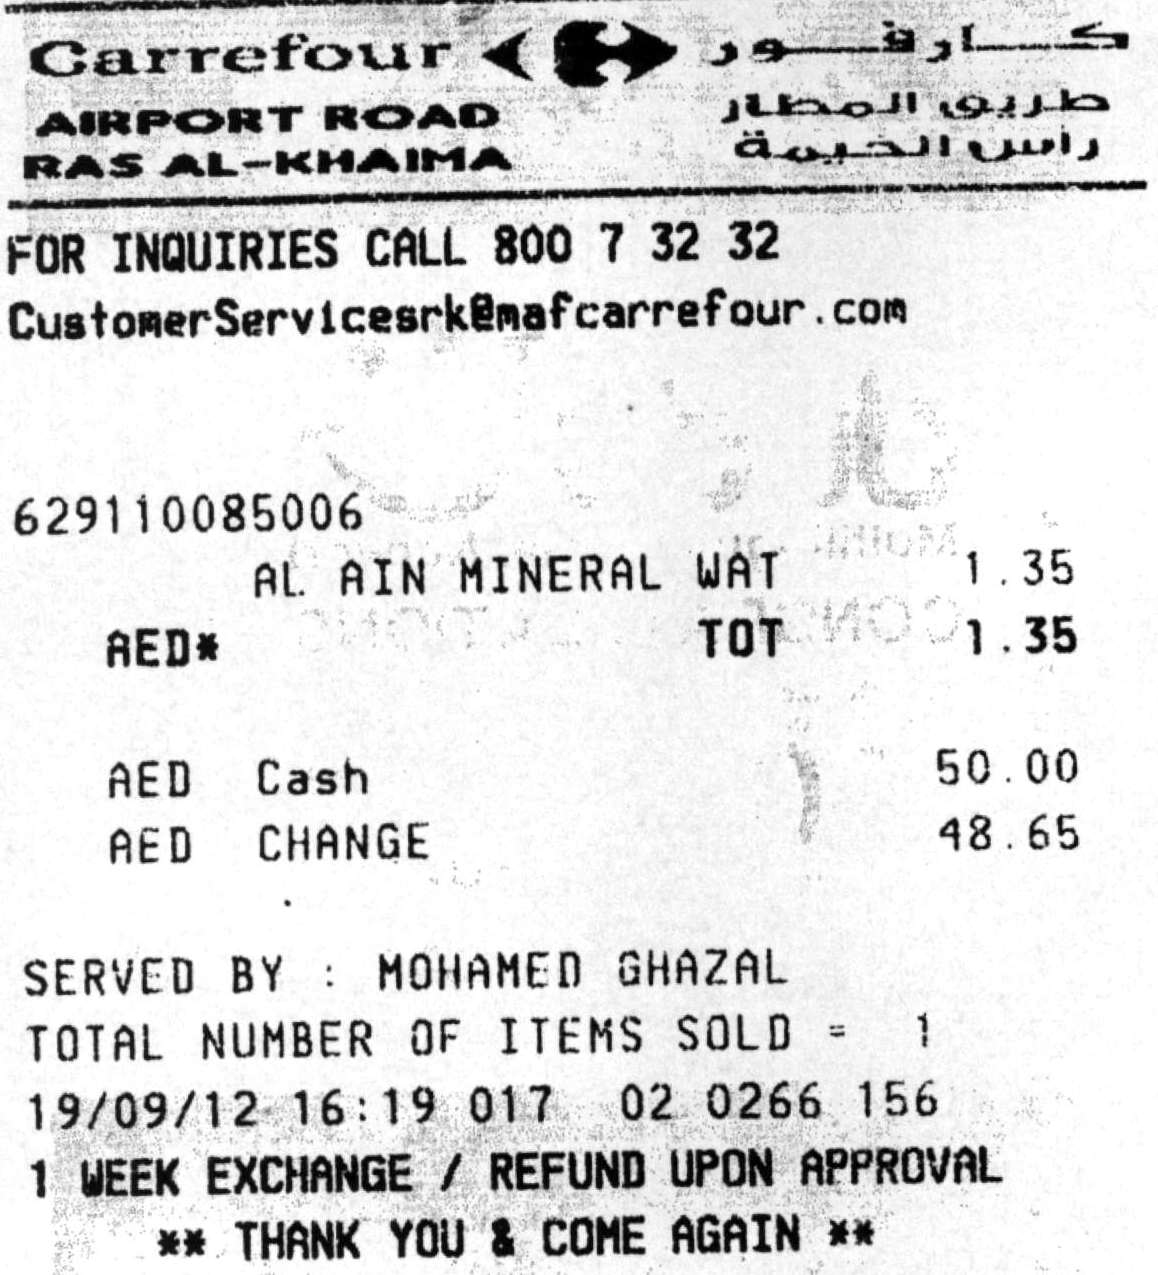 Carrefour كارفور
AIRPORT ROAD طريق المطار
RAS AL-KHAIMA رأس الخيمة
FOR INQUIRIES CALL 800 7 32 32
CustomerServicesrk@mafcarrefour.com
629110085006
AL AIN MINERAL WAT 1.35
AED* TOT 1.35
AED Cash 50.00
AED CHANGE 48.65
SERVED BY : MOHAMED GHAZAL
TOTAL NUMBER OF ITEMS SOLD = 1
19/09/12 16:19 017 02 0266 156
1 WEEK EXCHANGE / REFUND UPON APPROVAL
** THANK YOU & COME AGAIN **